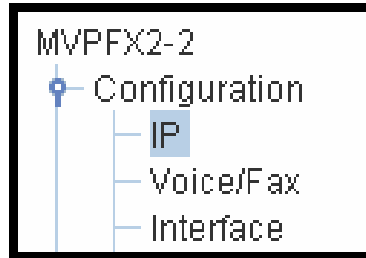 MVPFX2-2
Configuration
IP
Voice/Fax
Interface